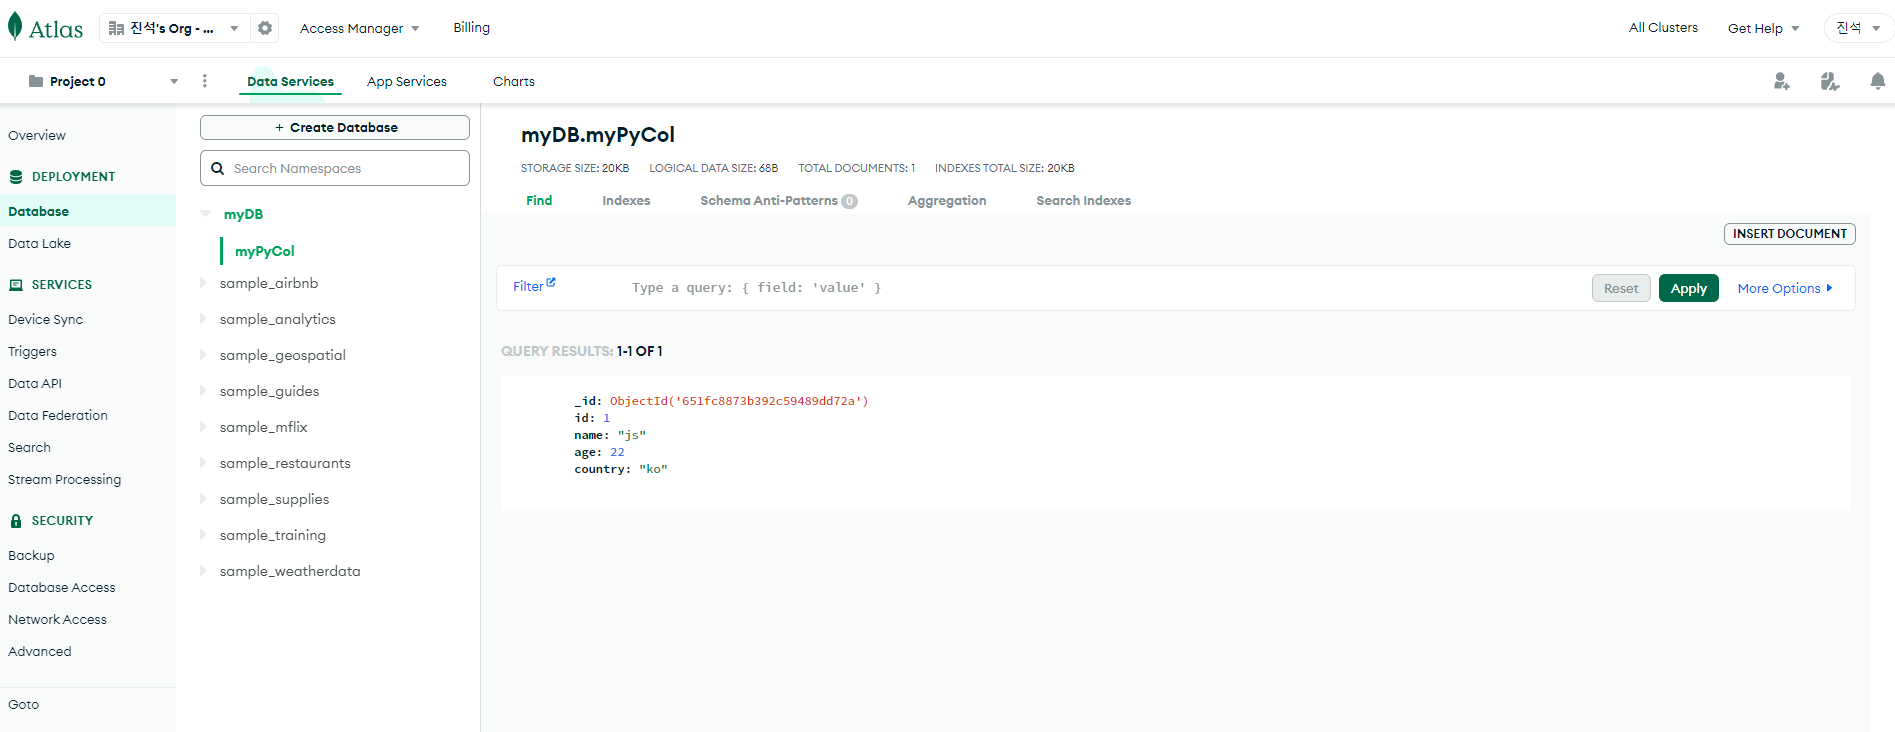 Atlas
진석's Org - ...
Access Manager
Billing
All Clusters
Get Help
진석
Project 0
Data Services
App Services
Charts
Overview
DEPLOYMENT
Database
Data Lake
SERVICES
Device Sync
Triggers
Data API
Data Federation
Search
Stream Processing
SECURITY
Backup
Database Access
Network Access
Advanced
Goto
+ Create Database
Search Namespaces
myDB
myPyCol
sample_airbnb
sample_analytics
sample_geospatial
sample_guides
sample_mflix
sample_restaurants
sample_supplies
sample_training
sample_weatherdata
myDB.myPyCol
STORAGE SIZE: 20KB LOGICAL DATA SIZE: 68B TOTAL DOCUMENTS: 1 INDEXES TOTAL SIZE: 20KB
Find Indexes Schema Anti-Patterns 0 Aggregation Search Indexes
INSERT DOCUMENT
Filter Type a query: { field: 'value' } Reset Apply More Options
QUERY RESULTS: 1-1 OF 1
_id: ObjectId('651fc8873b392c59489dd72a')
id: 1
name: "js"
age: 22
country: "ko"